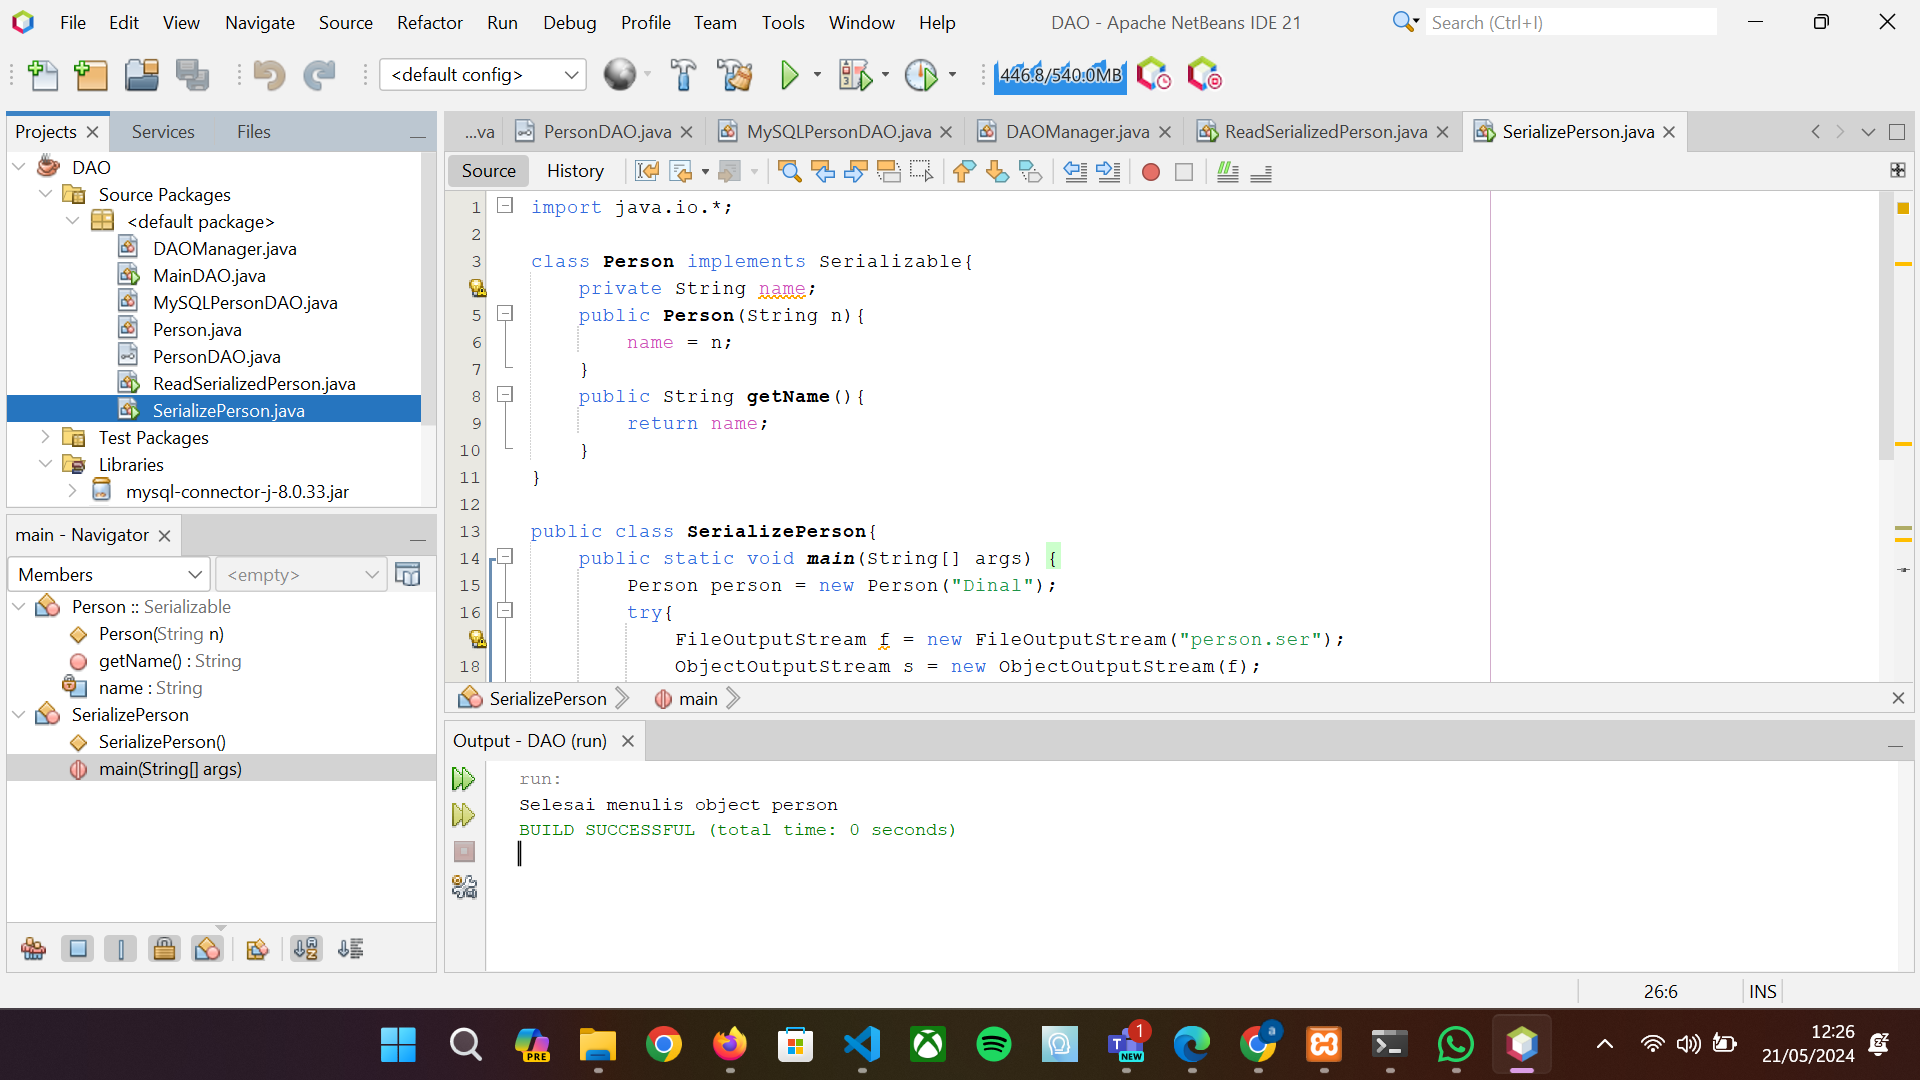 File Edit View Navigate Source Refactor Run Debug Profile Team Tools Window Help DAO - Apache NetBeans IDE 21 Search (Ctrl+I)
<default config> 446.8/540.0MB
Projects Services Files
DAO
Source Packages
<default package>
DAOManager.java
MainDAO.java
MySQLPersonDAO.java
Person.java
PersonDAO.java
ReadSerializedPerson.java
SerializePerson.java
Test Packages
Libraries
mysql-connector-j-8.0.33.jar
main - Navigator
Members <empty>
Person :: Serializable
Person(String n)
getName() : String
name : String
SerializePerson
SerializePerson()
main(String[] args)
...va PersonDAO.java MySQLPersonDAO.java DAOManager.java ReadSerializedPerson.java SerializePerson.java
Source History
1 import java.io.*;
2
3 class Person implements Serializable{
private String name;
5 public Person(String n){
6 name = n;
7 }
8 public String getName(){
9 return name;
10 }
11 }
12
13 public class SerializePerson{
14 public static void main(String[] args) {
15 Person person = new Person("Dinal");
16 try{
FileOutputStream f = new FileOutputStream("person.ser");
18 ObjectOutputStream s = new ObjectOutputStream(f);
SerializePerson main
Output - DAO (run)
run:
Selesai menulis object person
BUILD SUCCESSFUL (total time: 0 seconds)
26:6 INS
PRE
NEW
1
a
12:26
21/05/2024